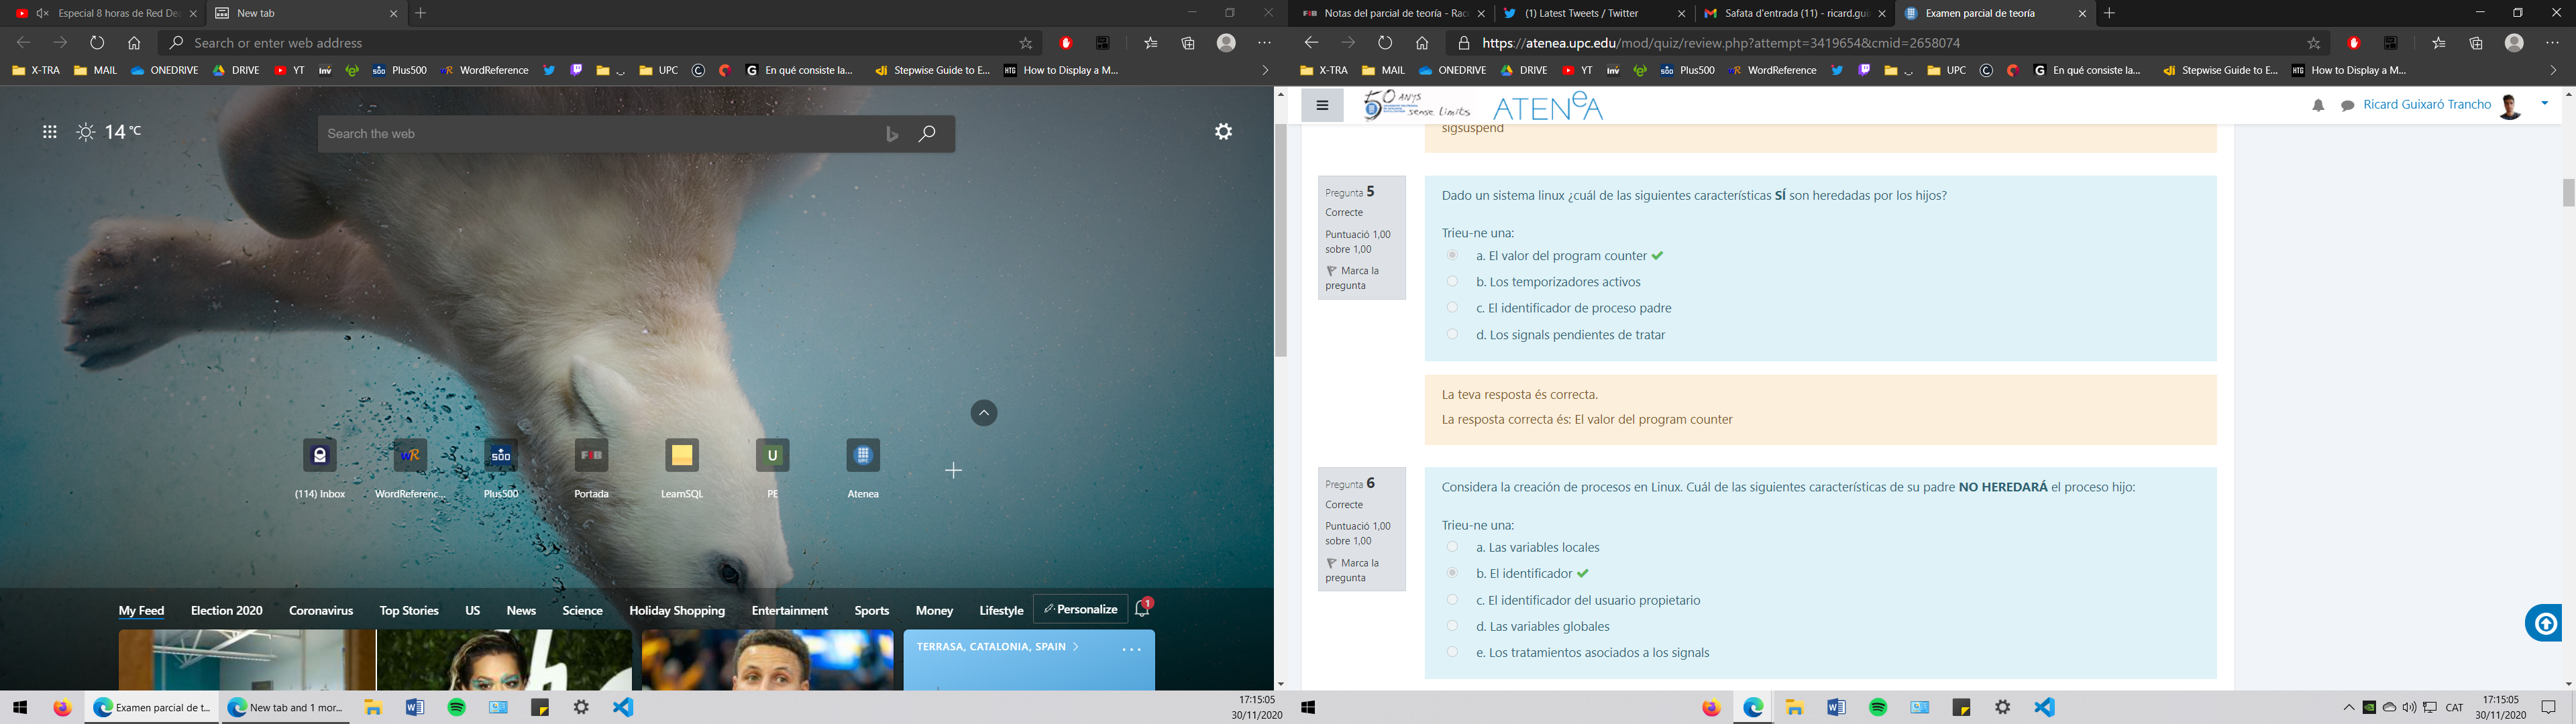 Especial 8 horas de Red De
New tab
Search or enter web address
X-TRA
MAIL
ONEDRIVE
DRIVE
YT
inv
Plus500
WordReference
UPC
En qué consiste la...
Stepwise Guide to E...
How to Display a M...
14 °C
Search the web
(114) Inbox
WordReferenc...
Plus500
Portada
LearnSQL
PE
Atenea
My Feed
Election 2020
Coronavirus
Top Stories
US
News
Science
Holiday Shopping
Entertainment
Sports
Money
Lifestyle
Personalize
1
TERRASA, CATALONIA, SPAIN
Examen parcial de t...
New tab and 1 mor...
17:15:05
30/11/2020
Notas del parcial de teoría - Rac
(1) Latest Tweets / Twitter
Safata d'entrada (11) - ricard.gui
Examen parcial de teoría
https://atenea.upc.edu/mod/quiz/review.php?attempt=3419654&cmid=2658074
X-TRA
MAIL
ONEDRIVE
DRIVE
YT
inv
Plus500
WordReference
UPC
En qué consiste la...
Stepwise Guide to E...
How to Display a M...
50 ANYS
sense límits
ATENEA
Ricard Guixaró Trancho
sigsuspend
Pregunta 5
Correcte
Puntuació 1,00
sobre 1,00
Marca la
pregunta
Dado un sistema linux ¿cuál de las siguientes características SÍ son heredadas por los hijos?
Trieu-ne una:
a. El valor del program counter
b. Los temporizadores activos
c. El identificador de proceso padre
d. Los signals pendientes de tratar
La teva resposta és correcta.
La resposta correcta és: El valor del program counter
Pregunta 6
Correcte
Puntuació 1,00
sobre 1,00
Marca la
pregunta
Considera la creación de procesos en Linux. Cuál de las siguientes características de su padre NO HEREDARÁ el proceso hijo:
Trieu-ne una:
a. Las variables locales
b. El identificador
c. El identificador del usuario propietario
d. Las variables globales
e. Los tratamientos asociados a los signals
CAT
17:15:05
30/11/2020